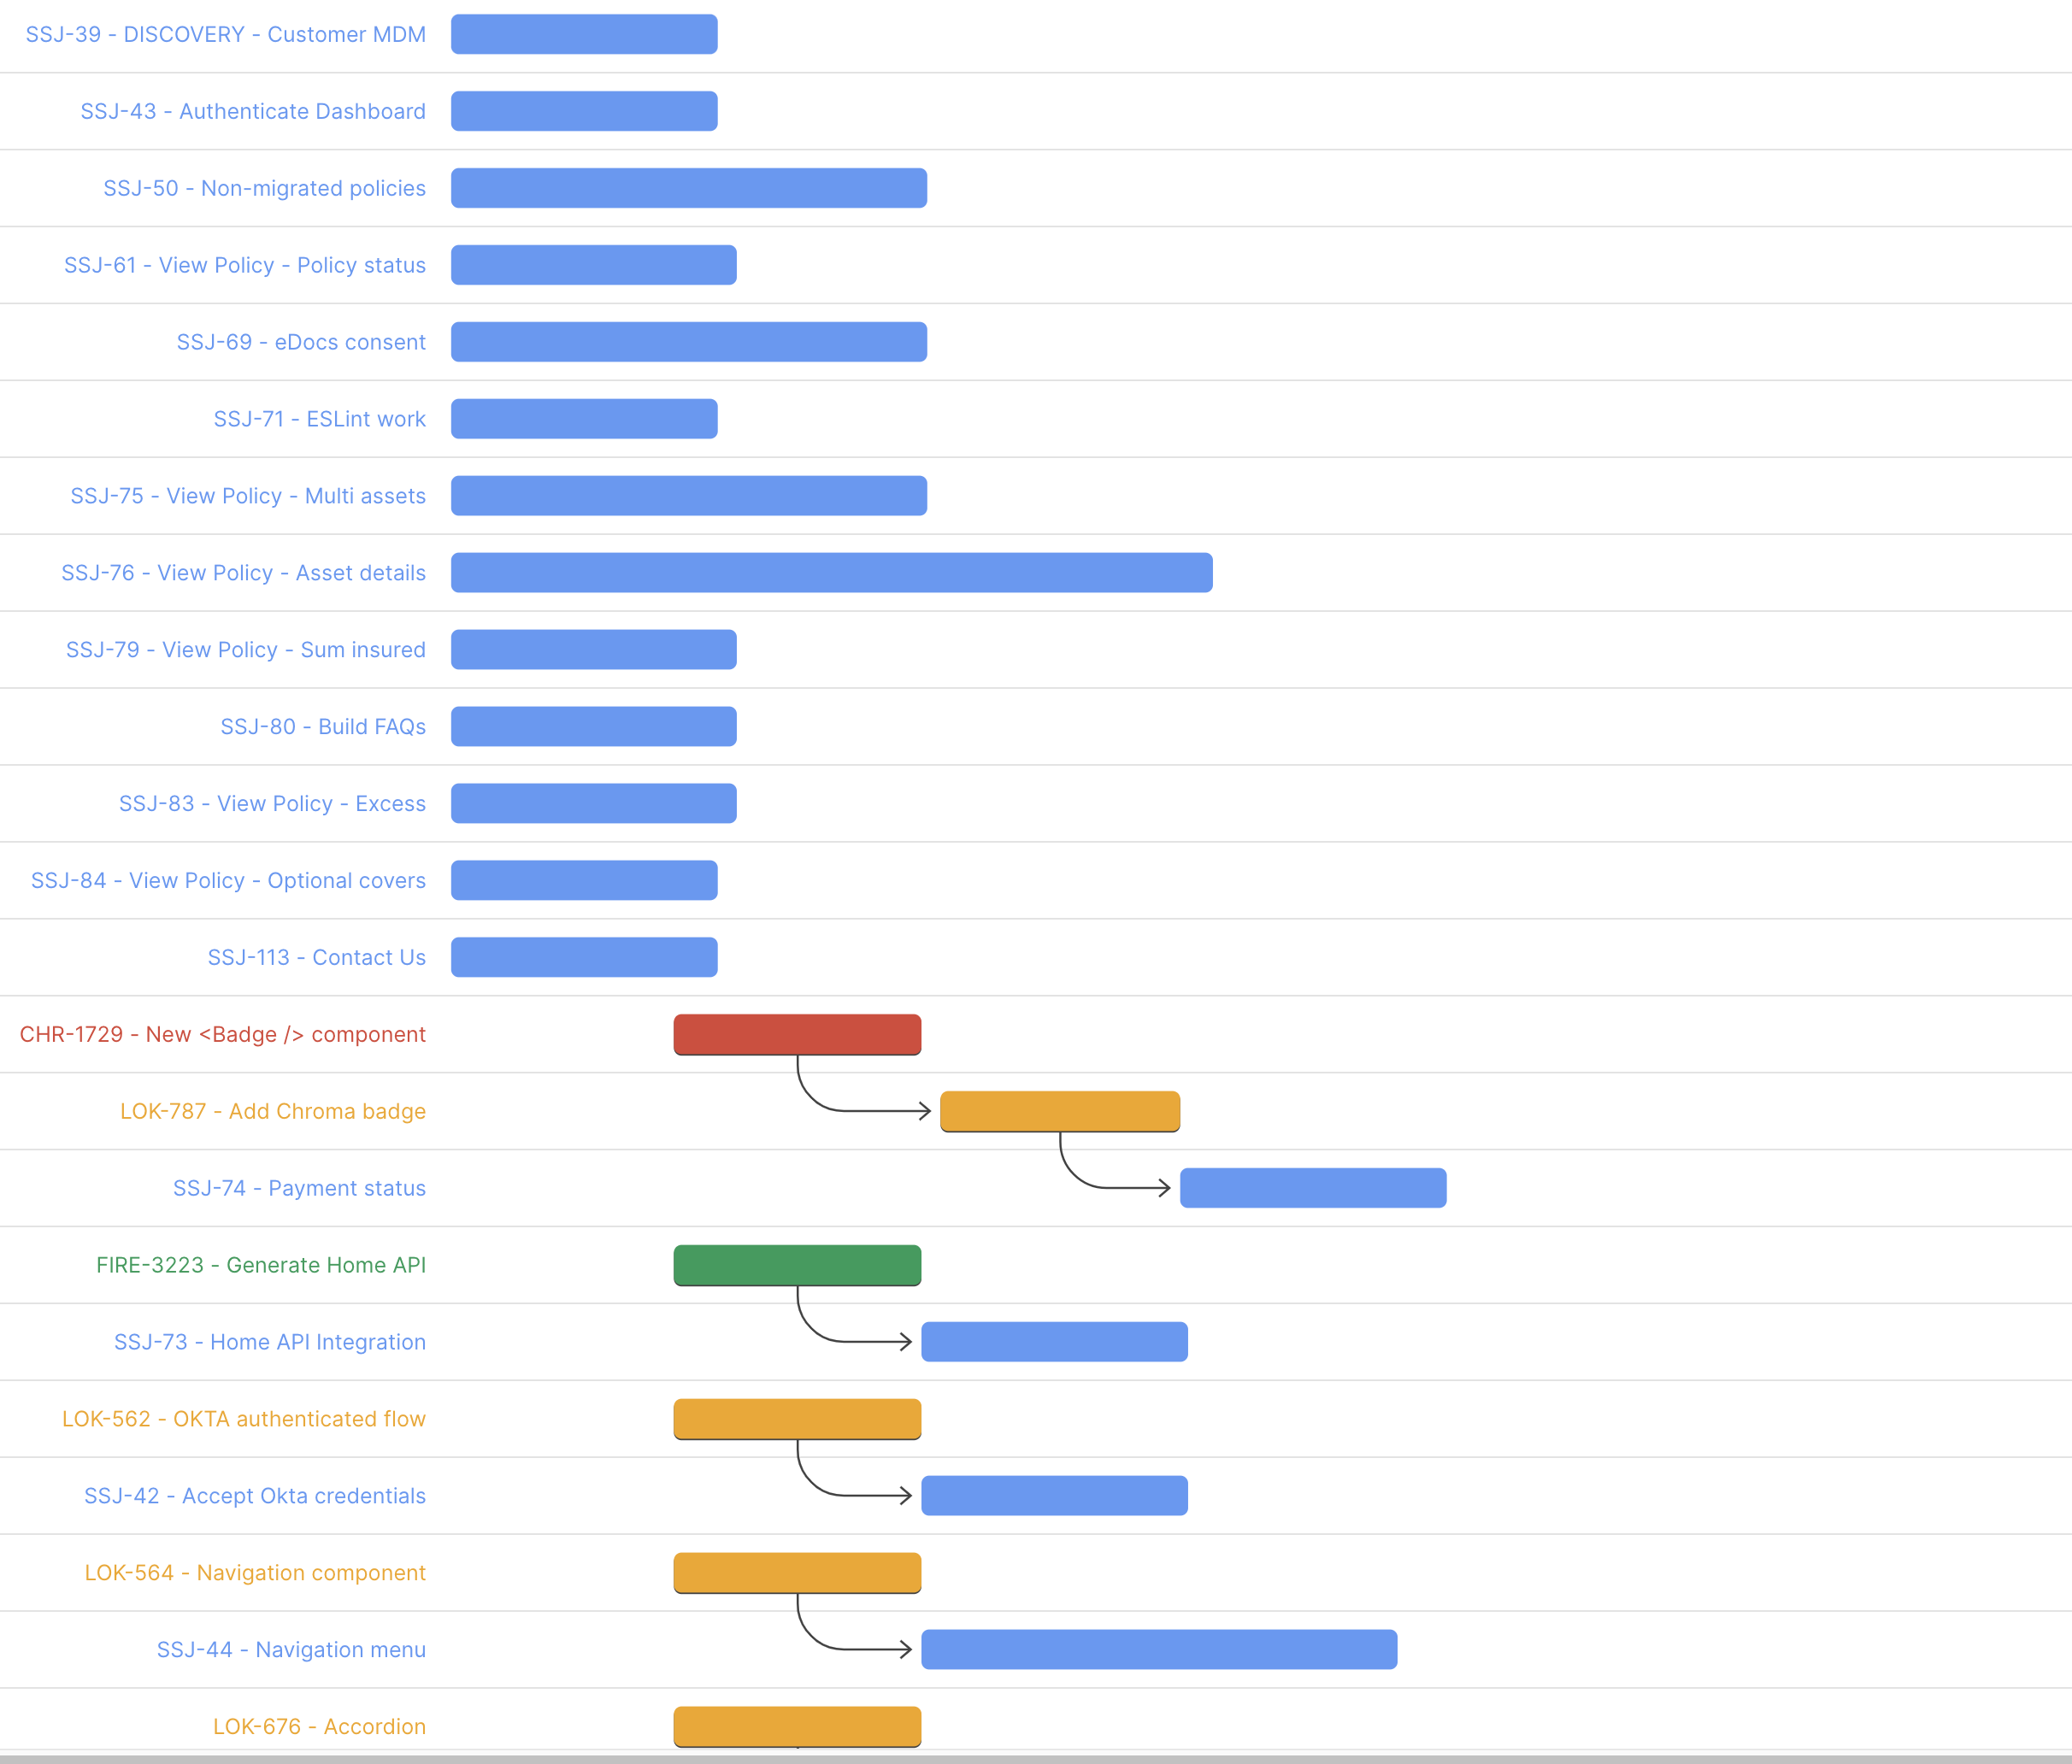 SSJ-39 - DISCOVERY - Customer MDM
SSJ-43 - Authenticate Dashboard
SSJ-50 - Non-migrated policies
SSJ-61 - View Policy - Policy status
SSJ-69 - eDocs consent
SSJ-71 - ESLint work
SSJ-75 - View Policy - Multi assets
SSJ-76 - View Policy - Asset details
SSJ-79 - View Policy - Sum insured
SSJ-80 - Build FAQs
SSJ-83 - View Policy - Excess
SSJ-84 - View Policy - Optional covers
SSJ-113 - Contact Us
CHR-1729 - New <Badge /> component
LOK-787 - Add Chroma badge
SSJ-74 - Payment status
FIRE-3223 - Generate Home API
SSJ-73 - Home API Integration
LOK-562 - OKTA authenticated flow
SSJ-42 - Accept Okta credentials
LOK-564 - Navigation component
SSJ-44 - Navigation menu
LOK-676 - Accordion